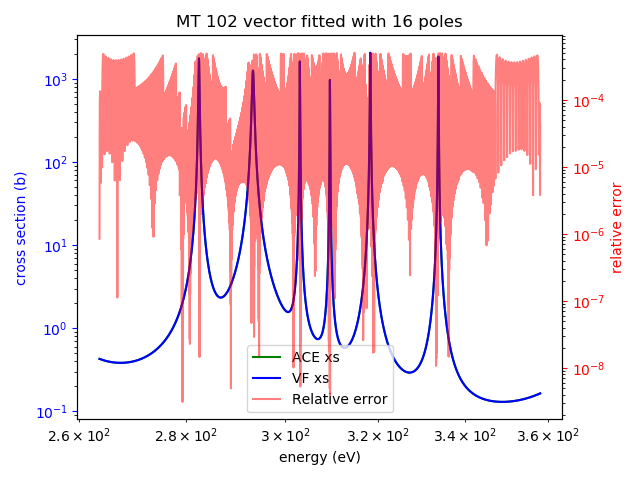 MT 102 vector fitted with 16 poles
cross section (b)
10³
10²
10¹
10⁰
10⁻¹
relative error
10⁻⁴
10⁻⁵
10⁻⁶
10⁻⁷
10⁻⁸
ACE xs
VF xs
Relative error
2.6 × 10² 2.8 × 10² 3 × 10² 3.2 × 10² 3.4 × 10² 3.6 × 10²
energy (eV)